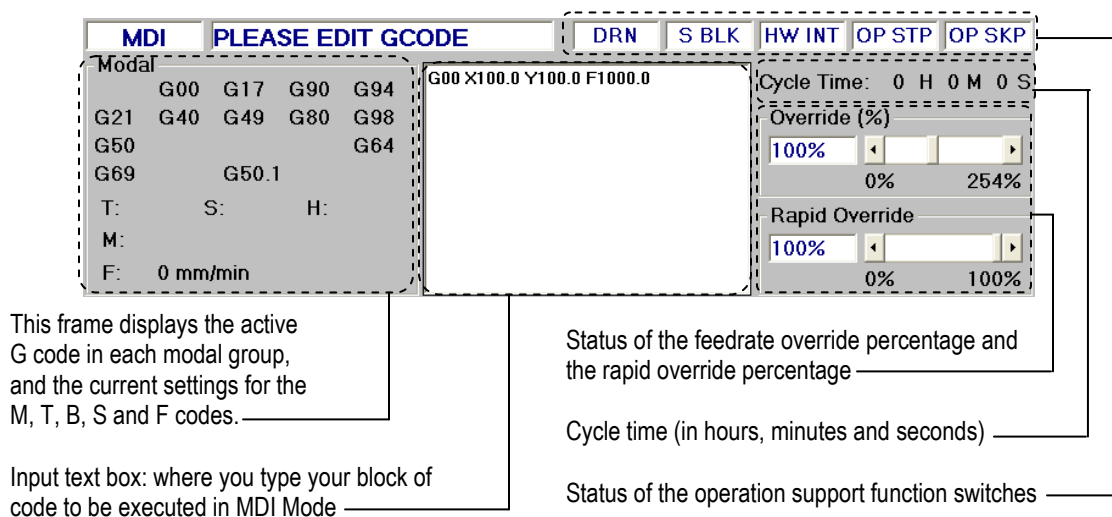 MDI PLEASE EDIT GCODE DRN S BLK HW INT OP STP OP SKP
Modal
G00 G17 G90 G94
G21 G40 G49 G80 G98
G50 G64
G69 G50.1
T: S: H:
M:
F: 0 mm/min
G00 X100.0 Y100.0 F1000.0
Cycle Time: 0 H 0 M 0 S
Override (%)
100%
0% 254%
Rapid Override
100%
0% 100%
This frame displays the active
G code in each modal group,
and the current settings for the
M, T, B, S and F codes.
Input text box: where you type your block of
code to be executed in MDI Mode
Status of the feedrate override percentage and
the rapid override percentage
Cycle time (in hours, minutes and seconds)
Status of the operation support function switches